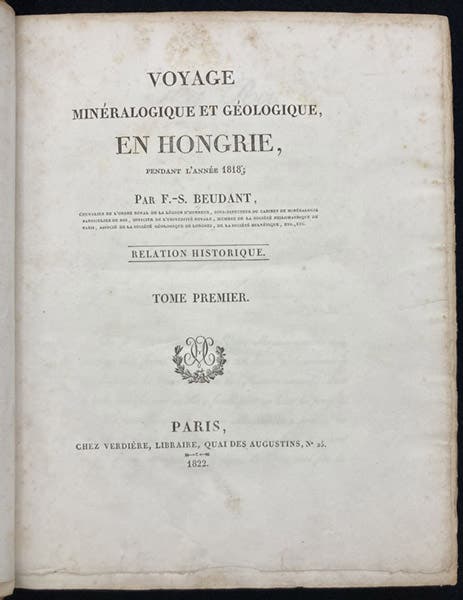 VOYAGE
MINÉRALOGIQUE ET GÉOLOGIQUE,
EN HONGRIE,
PENDANT L'ANNÉE 1818;
PAR F.-S. BEUDANT,
CHEVALIER DE L'ORDRE ROYAL DE LA LÉGION D'HONNEUR, SOUS-DIRECTEUR DU CABINET DE MINÉRALOGIE
PARTICULIER DU ROI, OFFICIER DE L'UNIVERSITÉ ROYALE, MEMBRE DE LA SOCIÉTÉ PHILOMATHIQUE DE
PARIS, ASSOCIÉ DE LA SOCIÉTÉ GÉOLOGIQUE DE LONDRES, DE LA SOCIÉTÉ HELVÉTIQUE, ETC., ETC.
RELATION HISTORIQUE.
TOME PREMIER.
PARIS,
CHEZ VERDIÈRE, LIBRAIRE, QUAI DES AUGUSTINS, N° 25.
1822.